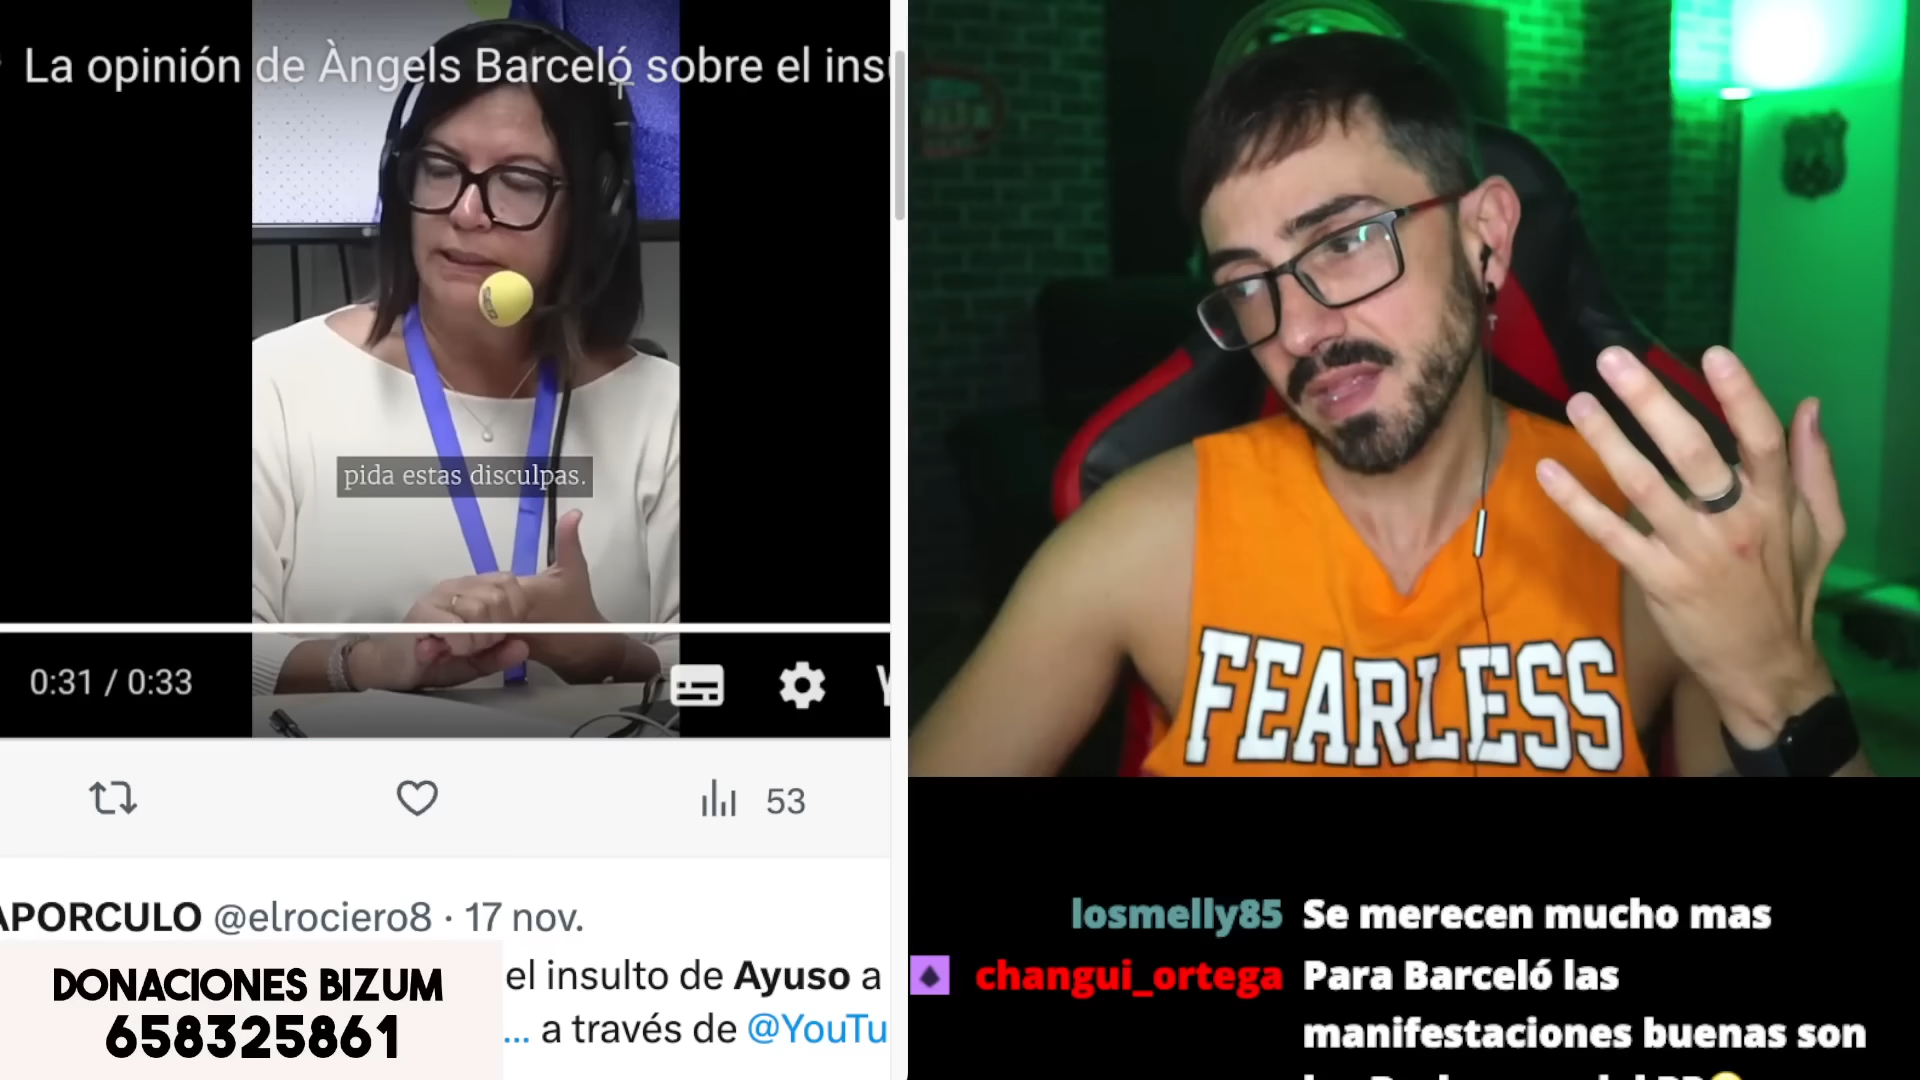 La opinión de Àngels Barceló sobre el insu
pida estas disculpas.
0:31 / 0:33
53
APORCULO @elrociero8 · 17 nov.
el insulto de Ayuso a
... a través de @YouTu
DONACIONES BIZUM
658325861
FEARLESS
losmelly85 Se merecen mucho mas
changui_ortega Para Barceló las
manifestaciones buenas son